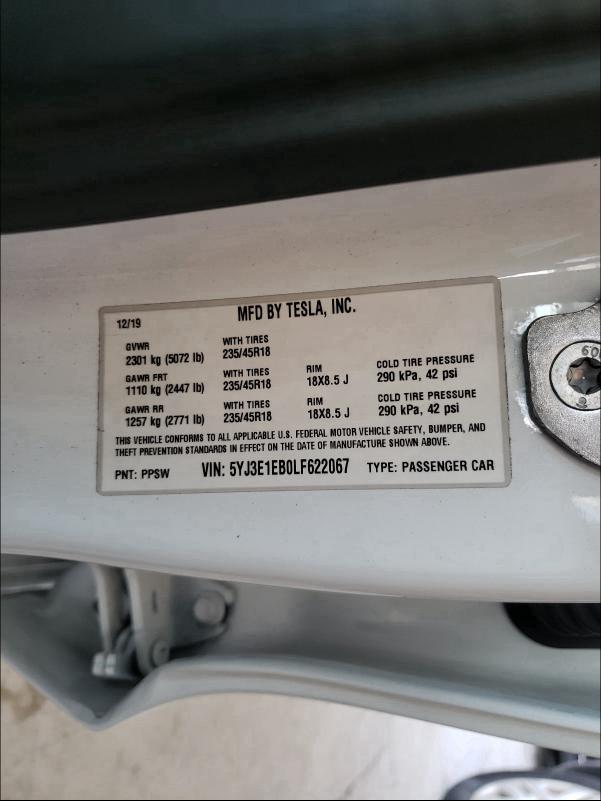 MFD BY TESLA, INC.
12/19
GVWR WITH TIRES
2301 kg (5072 lb) 235/45R18
GAWR FRT WITH TIRES RIM COLD TIRE PRESSURE
1110 kg (2447 lb) 235/45R18 18X8.5 J 290 kPa, 42 psi
GAWR RR WITH TIRES RIM COLD TIRE PRESSURE
1257 kg (2771 lb) 235/45R18 18X8.5 J 290 kPa, 42 psi
THIS VEHICLE CONFORMS TO ALL APPLICABLE U.S. FEDERAL MOTOR VEHICLE SAFETY, BUMPER, AND
THEFT PREVENTION STANDARDS IN EFFECT ON THE DATE OF MANUFACTURE SHOWN ABOVE.
PNT: PPSW VIN: 5YJ3E1EB0LF622067 TYPE: PASSENGER CAR